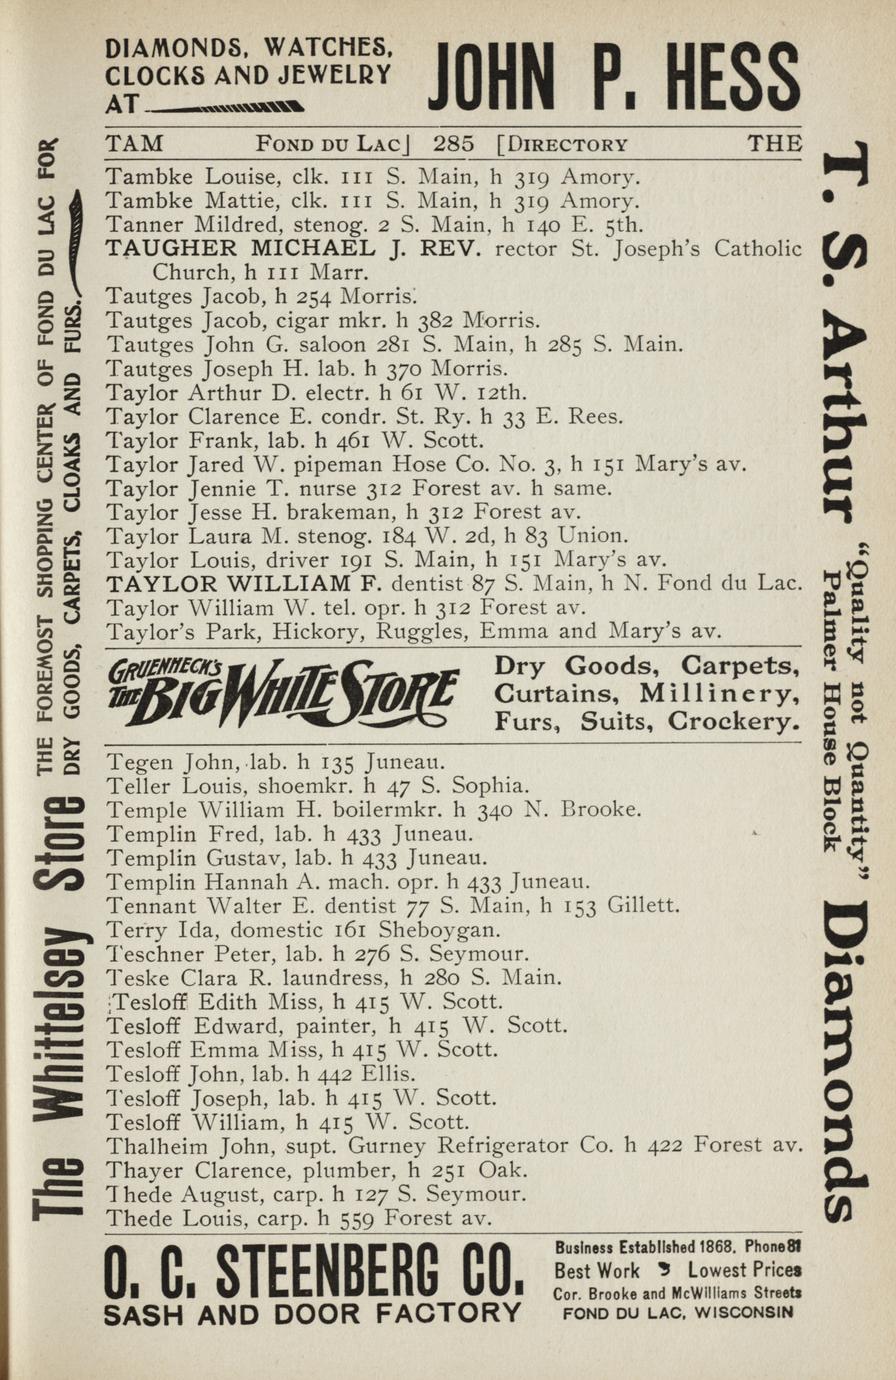 DIAMONDS, WATCHES,
CLOCKS AND JEWELRY
AT
JOHN P. HESS
TAM FOND DU LAC] 285 [DIRECTORY THE
Tambke Louise, clk. 111 S. Main, h 319 Amory.
Tambke Mattie, clk. 111 S. Main, h 319 Amory.
Tanner Mildred, stenog. 2 S. Main, h 140 E. 5th.
TAUGHER MICHAEL J. REV. rector St. Joseph's Catholic
Church, h 111 Marr.
Tautges Jacob, h 254 Morris.
Tautges Jacob, cigar mkr. h 382 Morris.
Tautges John G. saloon 281 S. Main, h 285 S. Main.
Tautges Joseph H. lab. h 370 Morris.
Taylor Arthur D. electr. h 61 W. 12th.
Taylor Clarence E. condr. St. Ry. h 33 E. Rees.
Taylor Frank, lab. h 461 W. Scott.
Taylor Jared W. pipeman Hose Co. No. 3, h 151 Mary's av.
Taylor Jennie T. nurse 312 Forest av. h same.
Taylor Jesse H. brakeman, h 312 Forest av.
Taylor Laura M. stenog. 184 W. 2d, h 83 Union.
Taylor Louis, driver 191 S. Main, h 151 Mary's av.
TAYLOR WILLIAM F. dentist 87 S. Main, h N. Fond du Lac.
Taylor William W. tel. opr. h 312 Forest av.
Taylor's Park, Hickory, Ruggles, Emma and Mary's av.
GRUENHECK'S
THE BIG WHITE STORE
Dry Goods, Carpets,
Curtains, Millinery,
Furs, Suits, Crockery.
Tegen John, lab. h 135 Juneau.
Teller Louis, shoemkr. h 47 S. Sophia.
Temple William H. boilermkr. h 340 N. Brooke.
Templin Fred, lab. h 433 Juneau.
Templin Gustav, lab. h 433 Juneau.
Templin Hannah A. mach. opr. h 433 Juneau.
Tennant Walter E. dentist 77 S. Main, h 153 Gillett.
Terry Ida, domestic 161 Sheboygan.
Teschner Peter, lab. h 276 S. Seymour.
Teske Clara R. laundress, h 280 S. Main.
Tesloff Edith Miss, h 415 W. Scott.
Tesloff Edward, painter, h 415 W. Scott.
Tesloff Emma Miss, h 415 W. Scott.
Tesloff John, lab. h 442 Ellis.
Tesloff Joseph, lab. h 415 W. Scott.
Tesloff William, h 415 W. Scott.
Thalheim John, supt. Gurney Refrigerator Co. h 422 Forest av.
Thayer Clarence, plumber, h 251 Oak.
Thede August, carp. h 127 S. Seymour.
Thede Louis, carp. h 559 Forest av.
O. C. STEENBERG CO.
SASH AND DOOR FACTORY
Business Established 1868. Phone 81
Best Work Lowest Prices
Cor. Brooke and McWilliams Streets
FOND DU LAC, WISCONSIN
The Whittelsey Store
THE FOREMOST SHOPPING CENTER OF FOND DU LAC FOR
DRY GOODS, CARPETS, CLOAKS AND FURS.
T. S. Arthur
"Quality not Quantity"
Palmer House Block
Diamonds